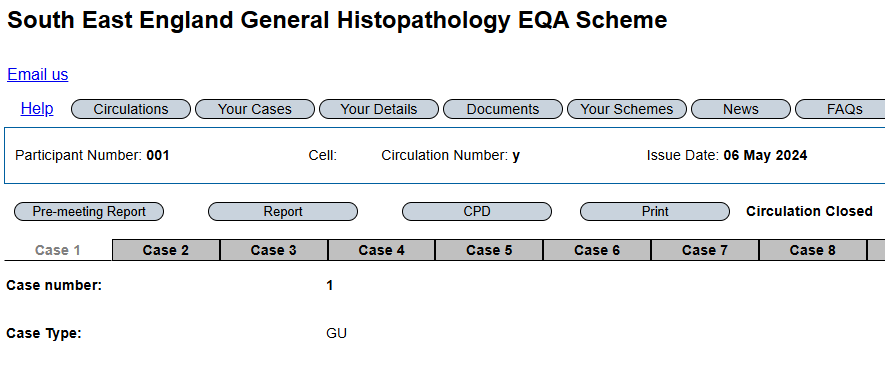 South East England General Histopathology EQA Scheme
Email us
Help Circulations Your Cases Your Details Documents Your Schemes News FAQs
Participant Number: 001 Cell: Circulation Number: y Issue Date: 06 May 2024
Pre-meeting Report Report CPD Print Circulation Closed
Case 1 Case 2 Case 3 Case 4 Case 5 Case 6 Case 7 Case 8
Case number: 1
Case Type: GU